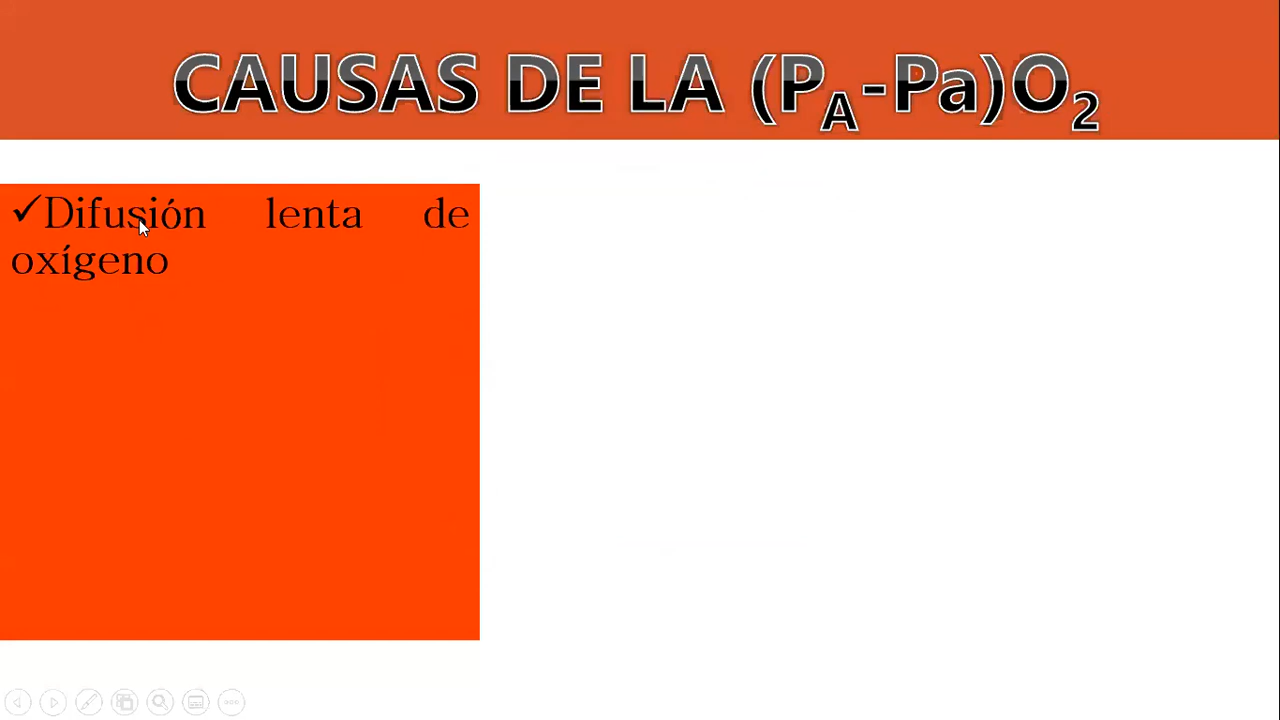 CAUSAS DE LA (PA-Pa)O2
✓Difusión lenta de
oxígeno